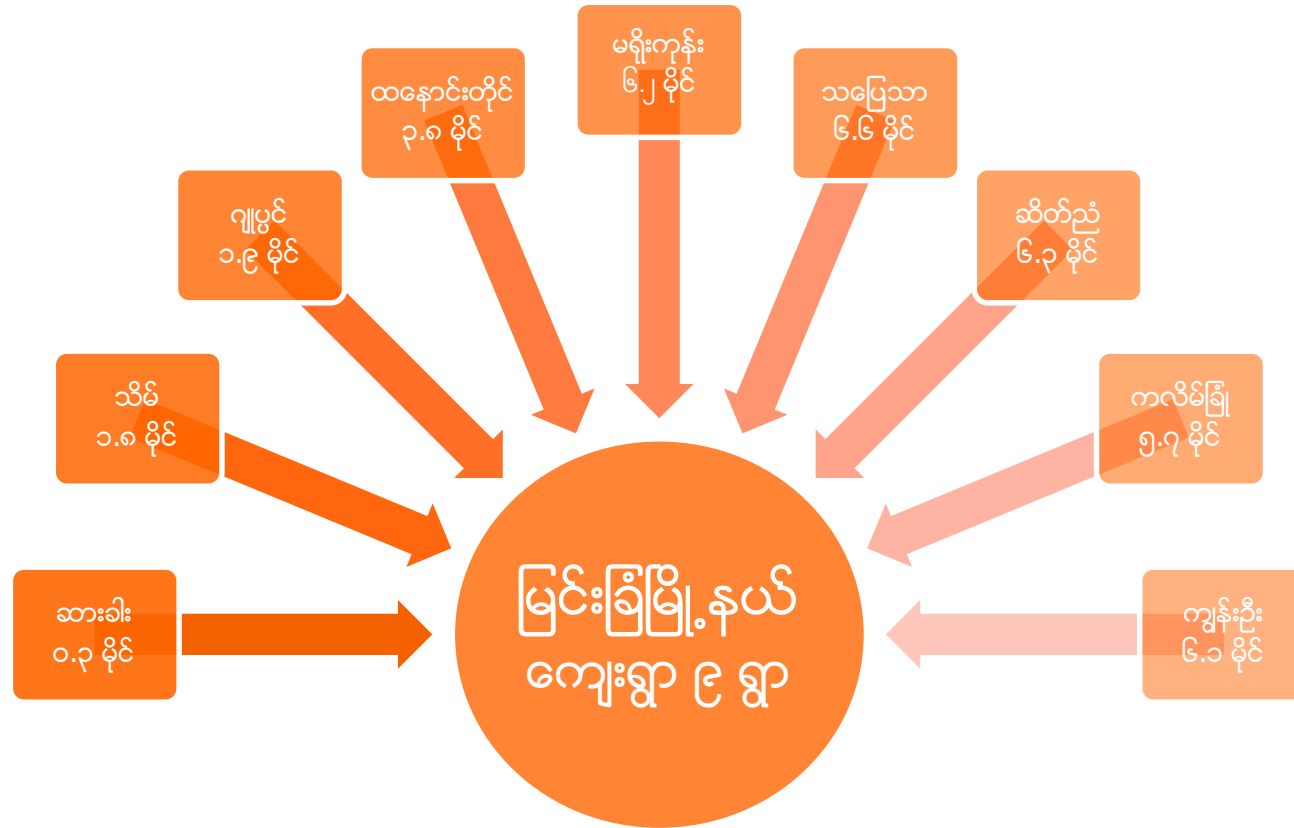 မရိုးကုန်း
၆.၂ မိုင်
ထနောင်းတိုင်
၃.၈ မိုင်
သပြေသာ
၆.၆ မိုင်
ဂျုပ္ပင်
၁.၉ မိုင်
ဆိတ်ညံ
၆.၃ မိုင်
သိမ်
၁.၈ မိုင်
ကလိမ်ခြုံ
၅.၇ မိုင်
ဆားခါး
၀.၃ မိုင်
ကျွန်းဦး
၆.၁ မိုင်
မြင်းခြံမြို့နယ်
ကျေးရွာ ၉ ရွာ